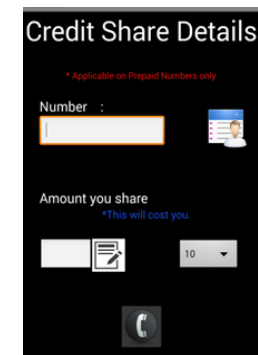 Credit Share Details
* Applicable on Prepaid Numbers only
Number :
Amount you share
*This will cost you.
10